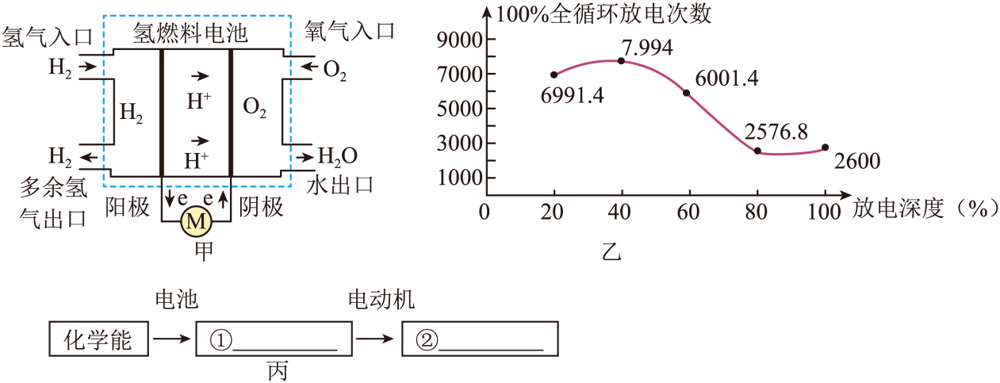 氢燃料电池
氢气入口
氧气入口
H₂
O₂
H⁺
H₂
O₂
H⁺
H₂
H₂O
多余氢
气出口
水出口
阳极
e
e
阴极
M
甲
100%全循环放电次数
9000
7000
5000
3000
1000
0
20
40
60
80
100
放电深度（%）
6991.4
7.994
6001.4
2576.8
2600
乙
电池
电动机
化学能
①________
②________
丙